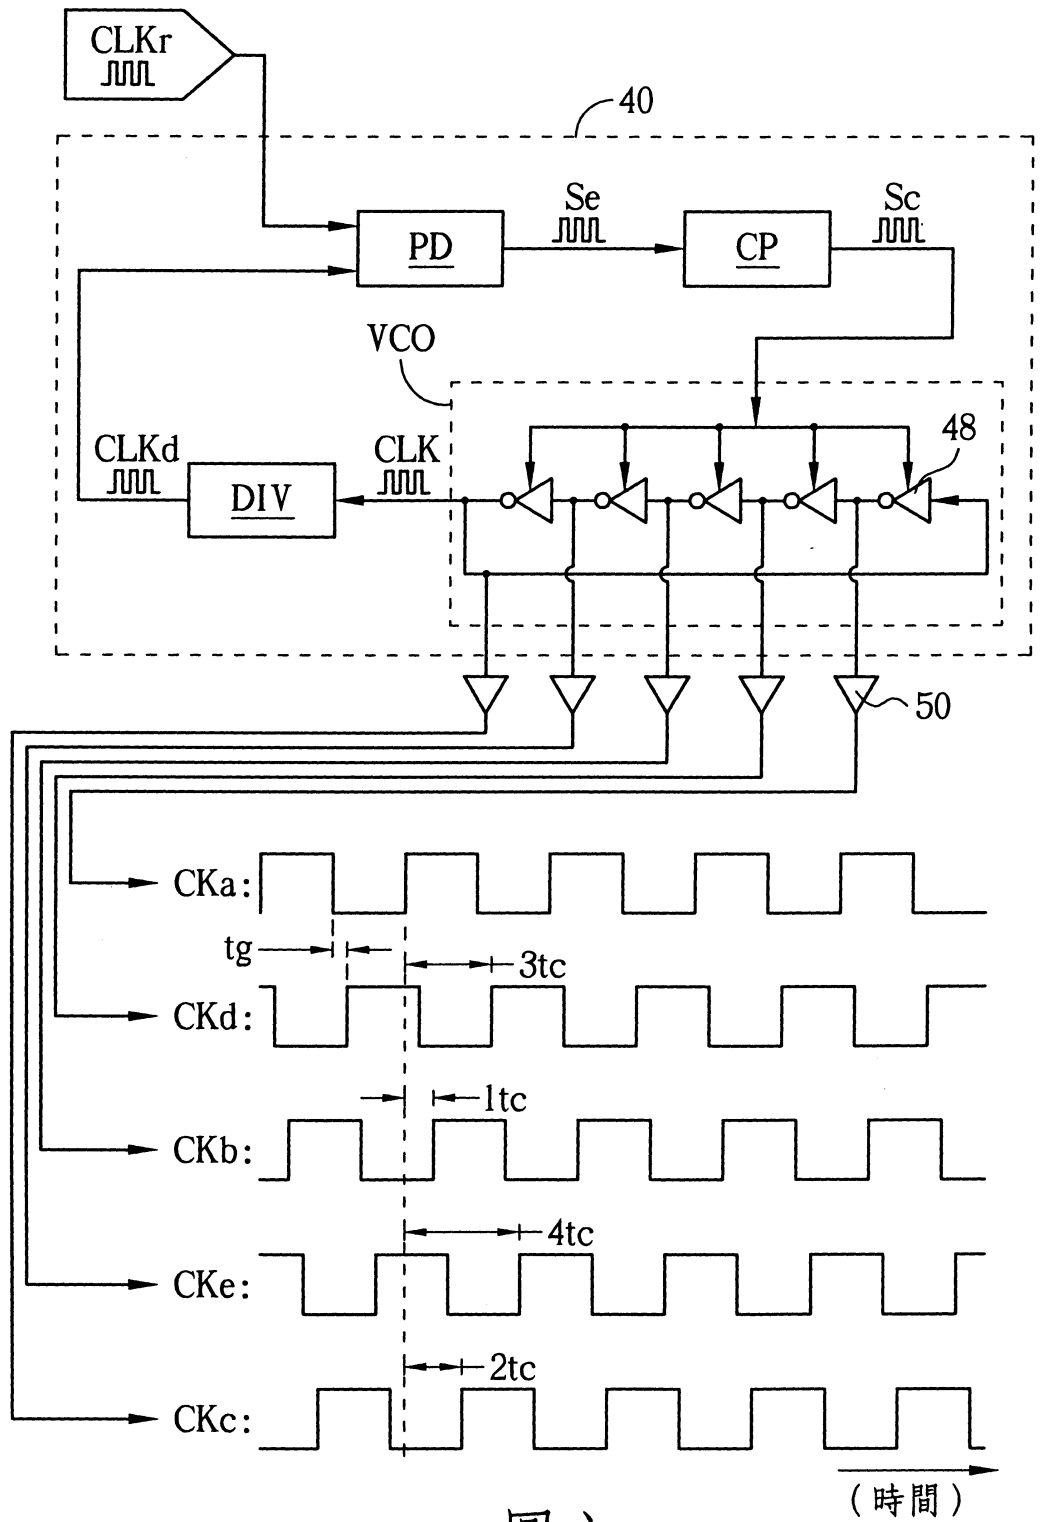 CLKr
40
Se
Sc
PD
CP
VCO
48
CLKd
CLK
DIV
50
CKa:
tg
3tc
CKd:
1tc
CKb:
4tc
CKe:
2tc
CKc:
(時間)